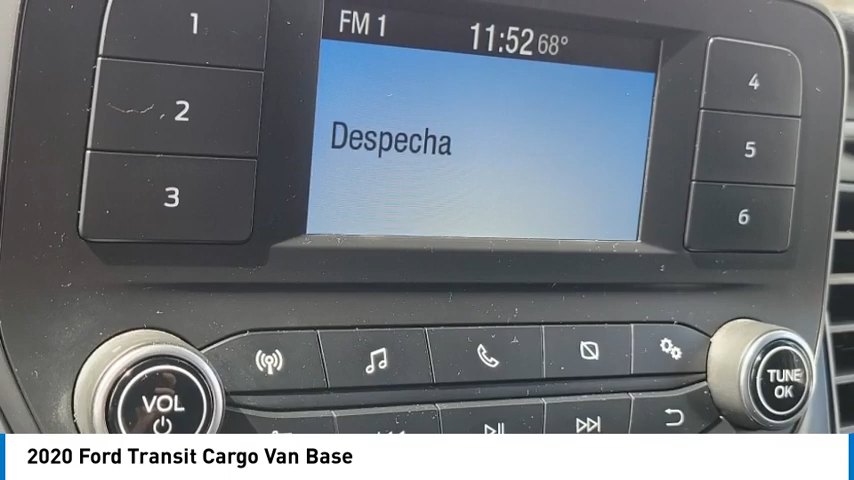 FM 1 11:52 68°
Despecha
1
2
3
4
5
6
VOL
TUNE
OK
2020 Ford Transit Cargo Van Base